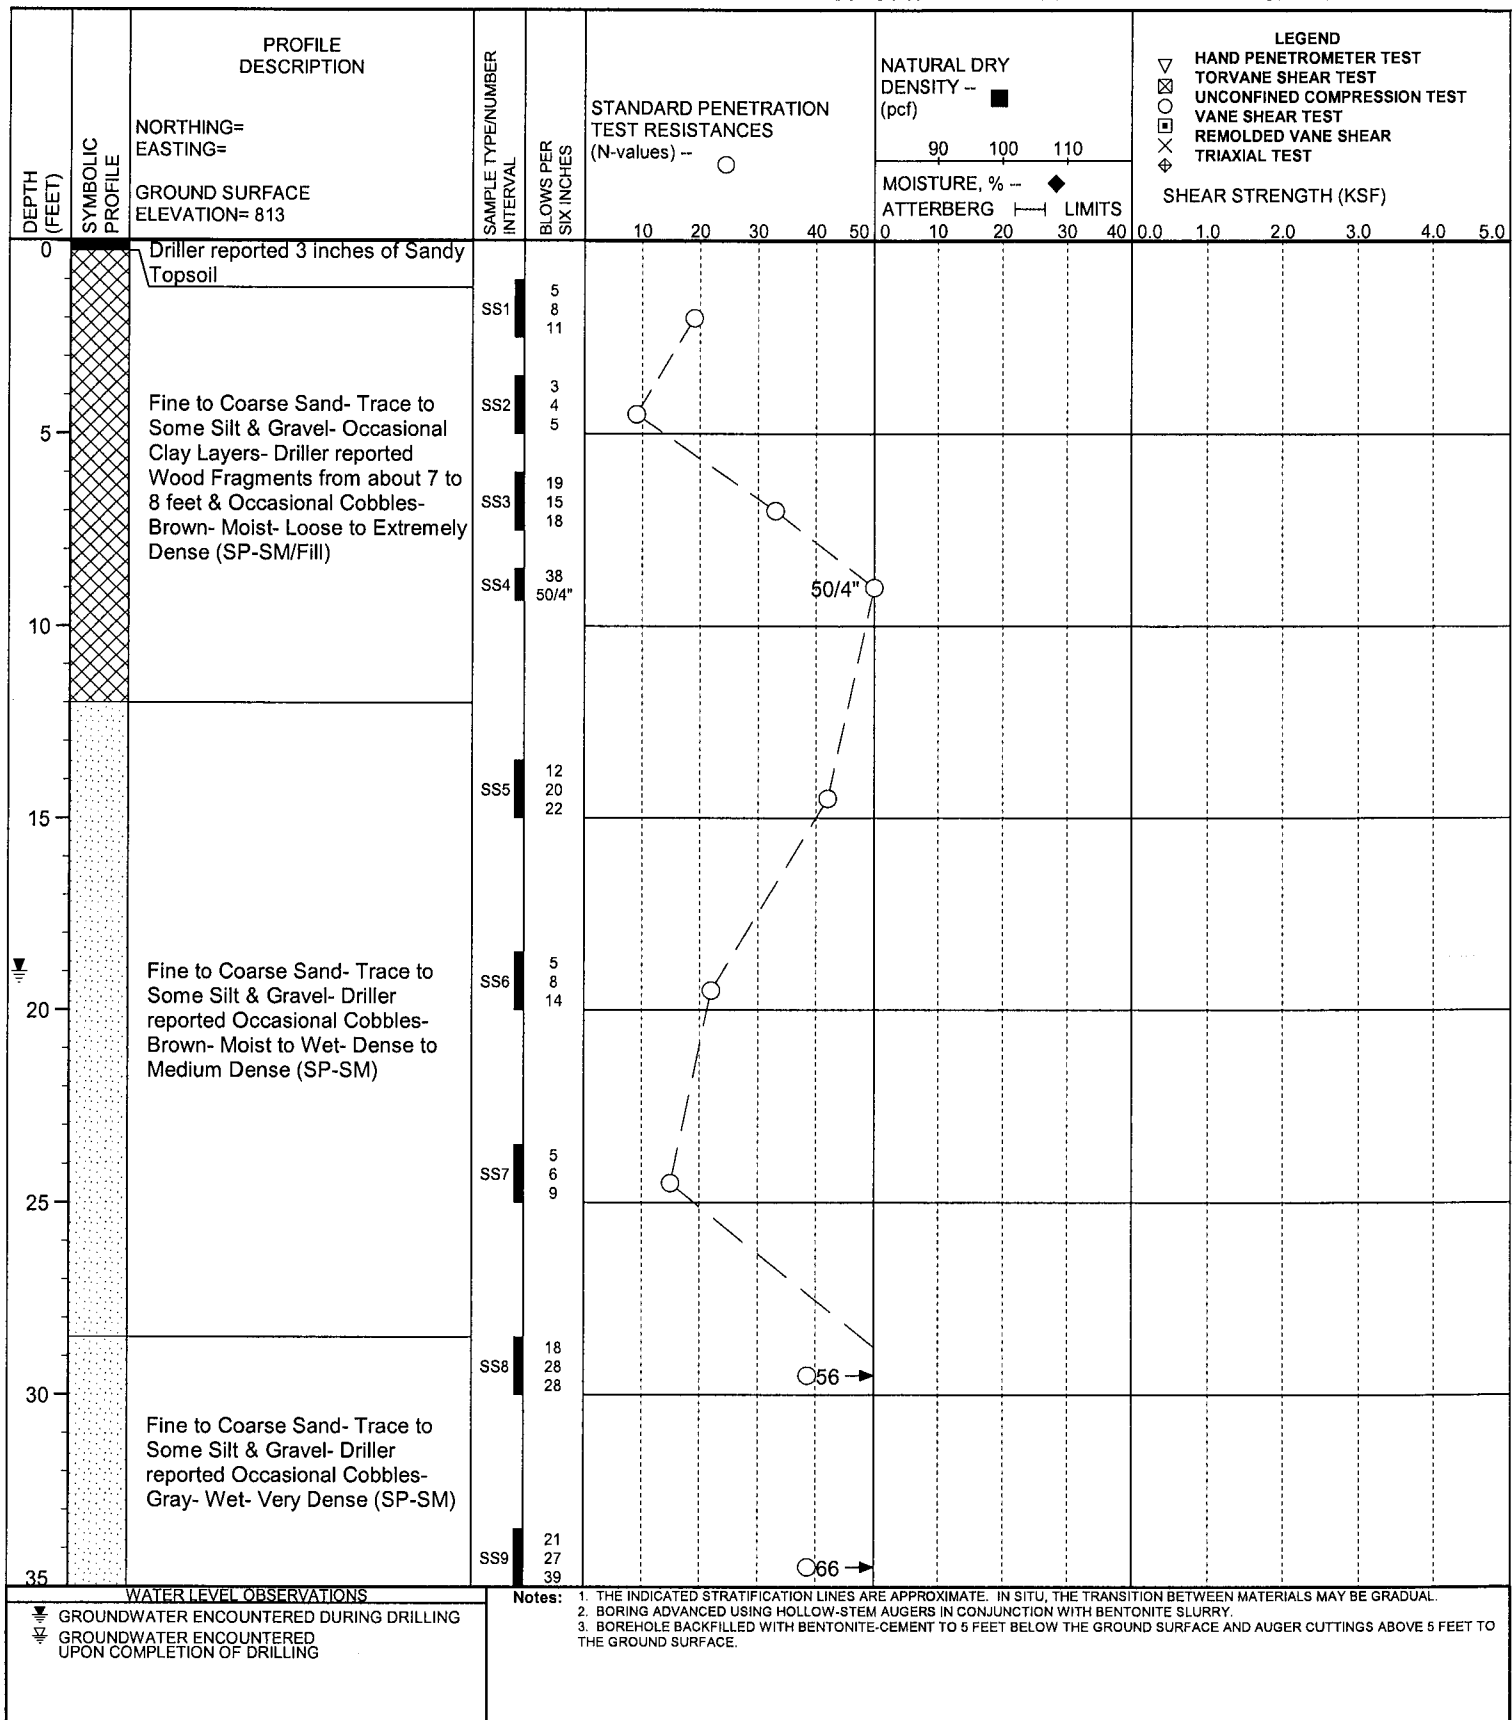 PROFILE
DESCRIPTION
NORTHING=
EASTING=
GROUND SURFACE
ELEVATION= 813
DEPTH
(FEET)
SYMBOLIC
PROFILE
SAMPLE TYPE/NUMBER
INTERVAL
BLOWS PER
SIX INCHES
STANDARD PENETRATION
TEST RESISTANCES
(N-values) --
10 20 30 40 50
NATURAL DRY
DENSITY --
(pcf)
90 100 110
MOISTURE, % --
ATTERBERG LIMITS
0 10 20 30 40
LEGEND
HAND PENETROMETER TEST
TORVANE SHEAR TEST
UNCONFINED COMPRESSION TEST
VANE SHEAR TEST
REMOLDED VANE SHEAR
TRIAXIAL TEST
SHEAR STRENGTH (KSF)
0.0 1.0 2.0 3.0 4.0 5.0
0
Driller reported 3 inches of Sandy
Topsoil
SS1
5
8
11
Fine to Coarse Sand- Trace to
Some Silt & Gravel- Occasional
Clay Layers- Driller reported
Wood Fragments from about 7 to
8 feet & Occasional Cobbles-
Brown- Moist- Loose to Extremely
Dense (SP-SM/Fill)
SS2
3
4
5
5
SS3
19
15
18
SS4
38
50/4"
50/4"
10
SS5
12
20
22
15
Fine to Coarse Sand- Trace to
Some Silt & Gravel- Driller
reported Occasional Cobbles-
Brown- Moist to Wet- Dense to
Medium Dense (SP-SM)
SS6
5
8
14
20
SS7
5
6
9
25
SS8
18
28
28
56
30
Fine to Coarse Sand- Trace to
Some Silt & Gravel- Driller
reported Occasional Cobbles-
Gray- Wet- Very Dense (SP-SM)
SS9
21
27
39
66
35
WATER LEVEL OBSERVATIONS
GROUNDWATER ENCOUNTERED DURING DRILLING
GROUNDWATER ENCOUNTERED
UPON COMPLETION OF DRILLING
Notes: 1. THE INDICATED STRATIFICATION LINES ARE APPROXIMATE. IN SITU, THE TRANSITION BETWEEN MATERIALS MAY BE GRADUAL.
2. BORING ADVANCED USING HOLLOW-STEM AUGERS IN CONJUNCTION WITH BENTONITE SLURRY.
3. BOREHOLE BACKFILLED WITH BENTONITE-CEMENT TO 5 FEET BELOW THE GROUND SURFACE AND AUGER CUTTINGS ABOVE 5 FEET TO
THE GROUND SURFACE.